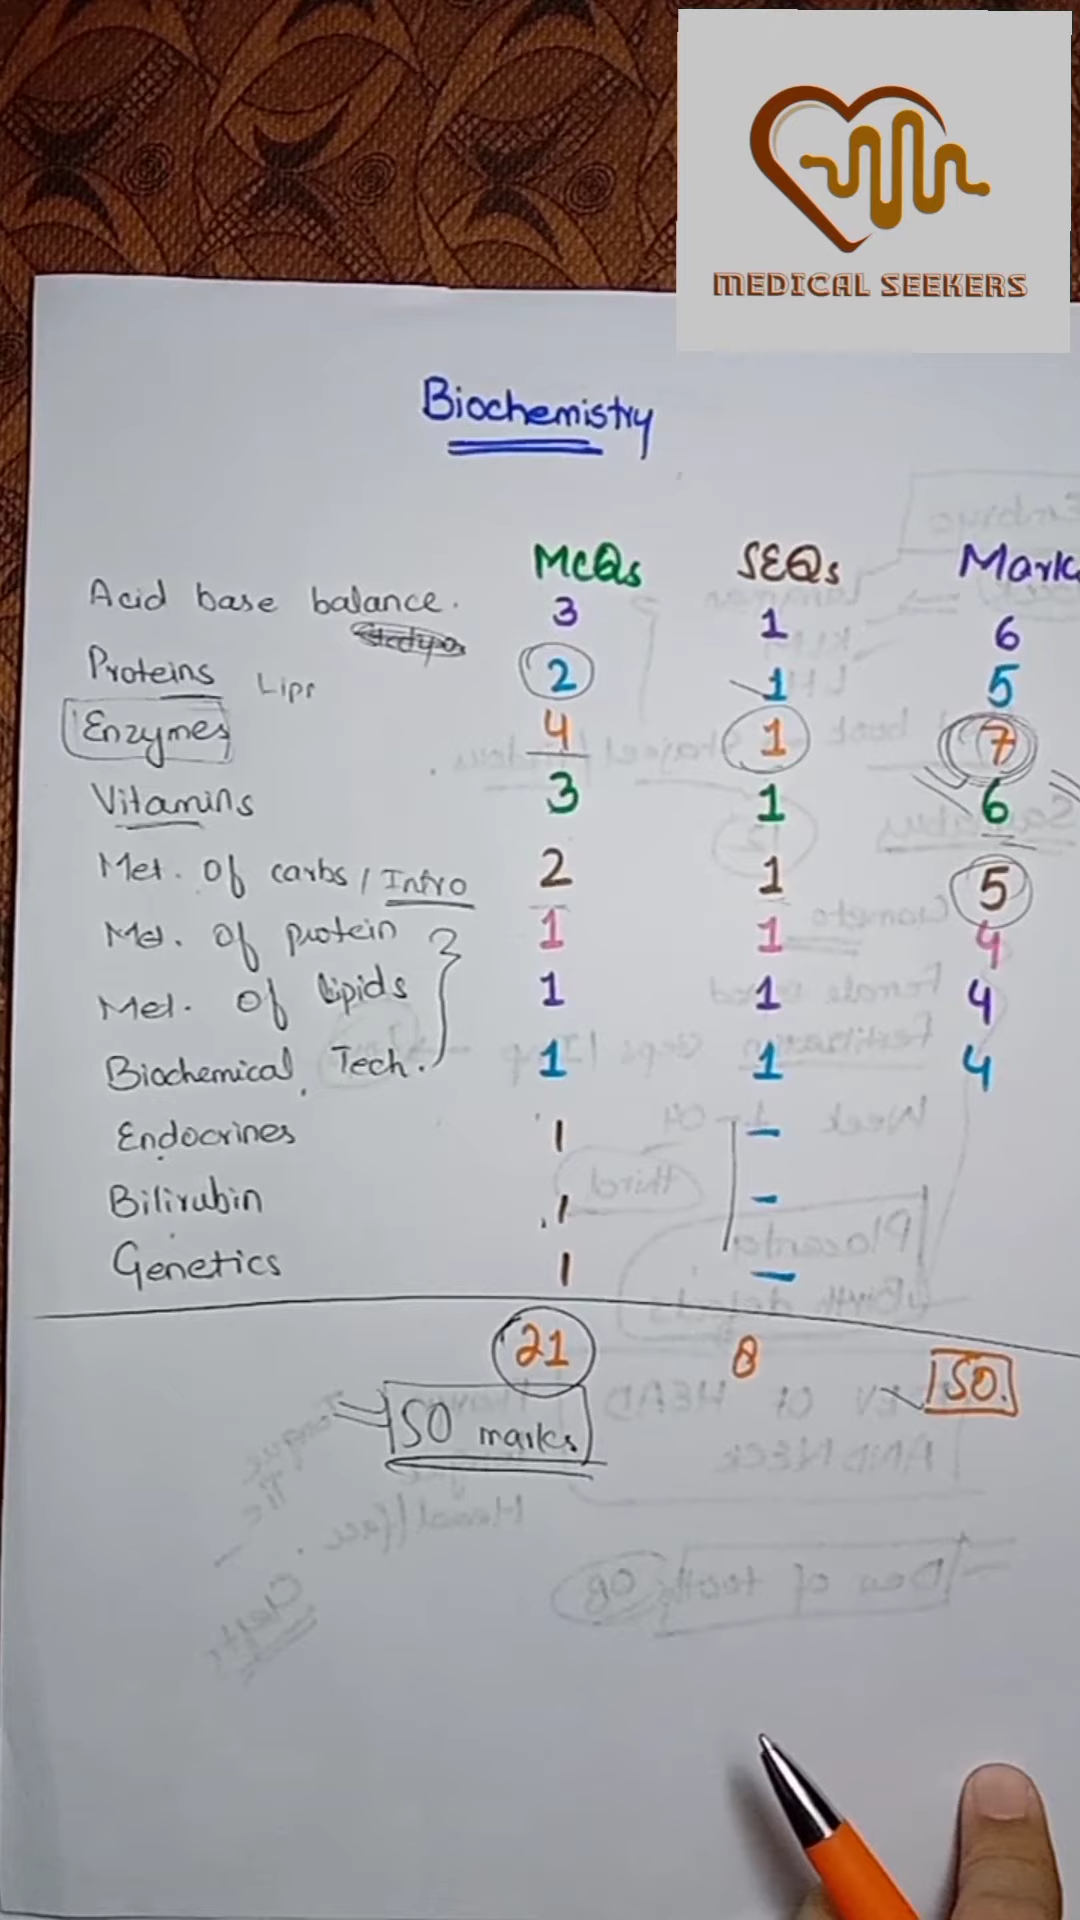 MEDICAL SEEKERS
Biochemistry
MCQs SEQs Mark
Acid base balance. 3 1 6
Proteins Lipr 2 1 5
Enzymes 4 1 7
Vitamins 3 1 6
Met. of carbs / Intro 2 1 5
Met. of protein 1 1 4
Met. of lipids 1 1 4
Biochemical Tech. 1 1 4
Endocrines 1 –
Bilirubin 1 –
Genetics 1 –
21 8 50.
50 marks